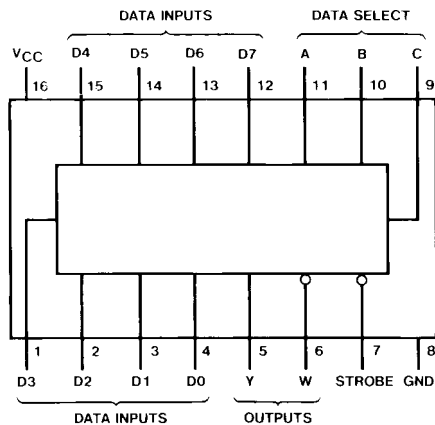 DATA INPUTS DATA SELECT
VCC D4 D5 D6 D7 A B C
16 15 14 13 12 11 10 9
1 2 3 4 5 6 7 8
D3 D2 D1 D0 Y W STROBE GND
DATA INPUTS OUTPUTS